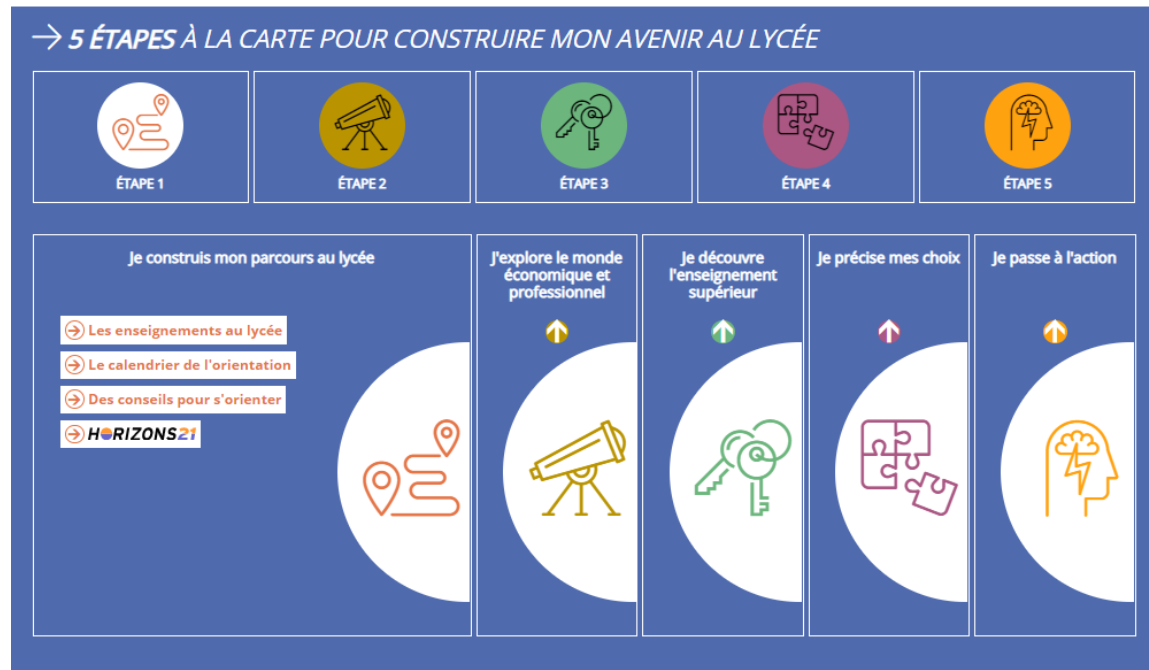 5 ÉTAPES À LA CARTE POUR CONSTRUIRE MON AVENIR AU LYCÉE
ÉTAPE 1
ÉTAPE 2
ÉTAPE 3
ÉTAPE 4
ÉTAPE 5
Je construis mon parcours au lycée
Les enseignements au lycée
Le calendrier de l'orientation
Des conseils pour s'orienter
HORIZONS21
J'explore le monde
économique et
professionnel
Je découvre
l'enseignement
supérieur
Je précise mes choix
Je passe à l'action